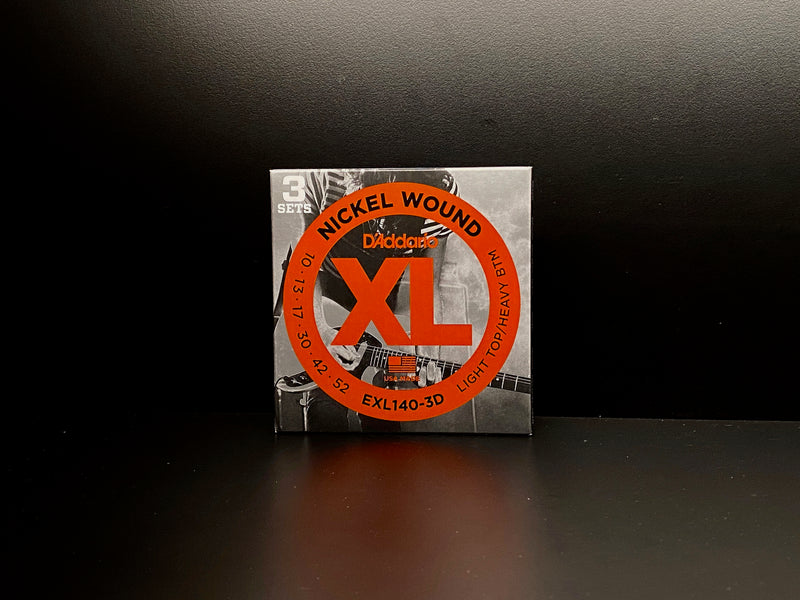 3
SETS
NICKEL WOUND
D'Addario
XL
10 · 13 · 17 · 30 · 42 · 52
LIGHT TOP/HEAVY BTM
USA MADE
EXL140-3D